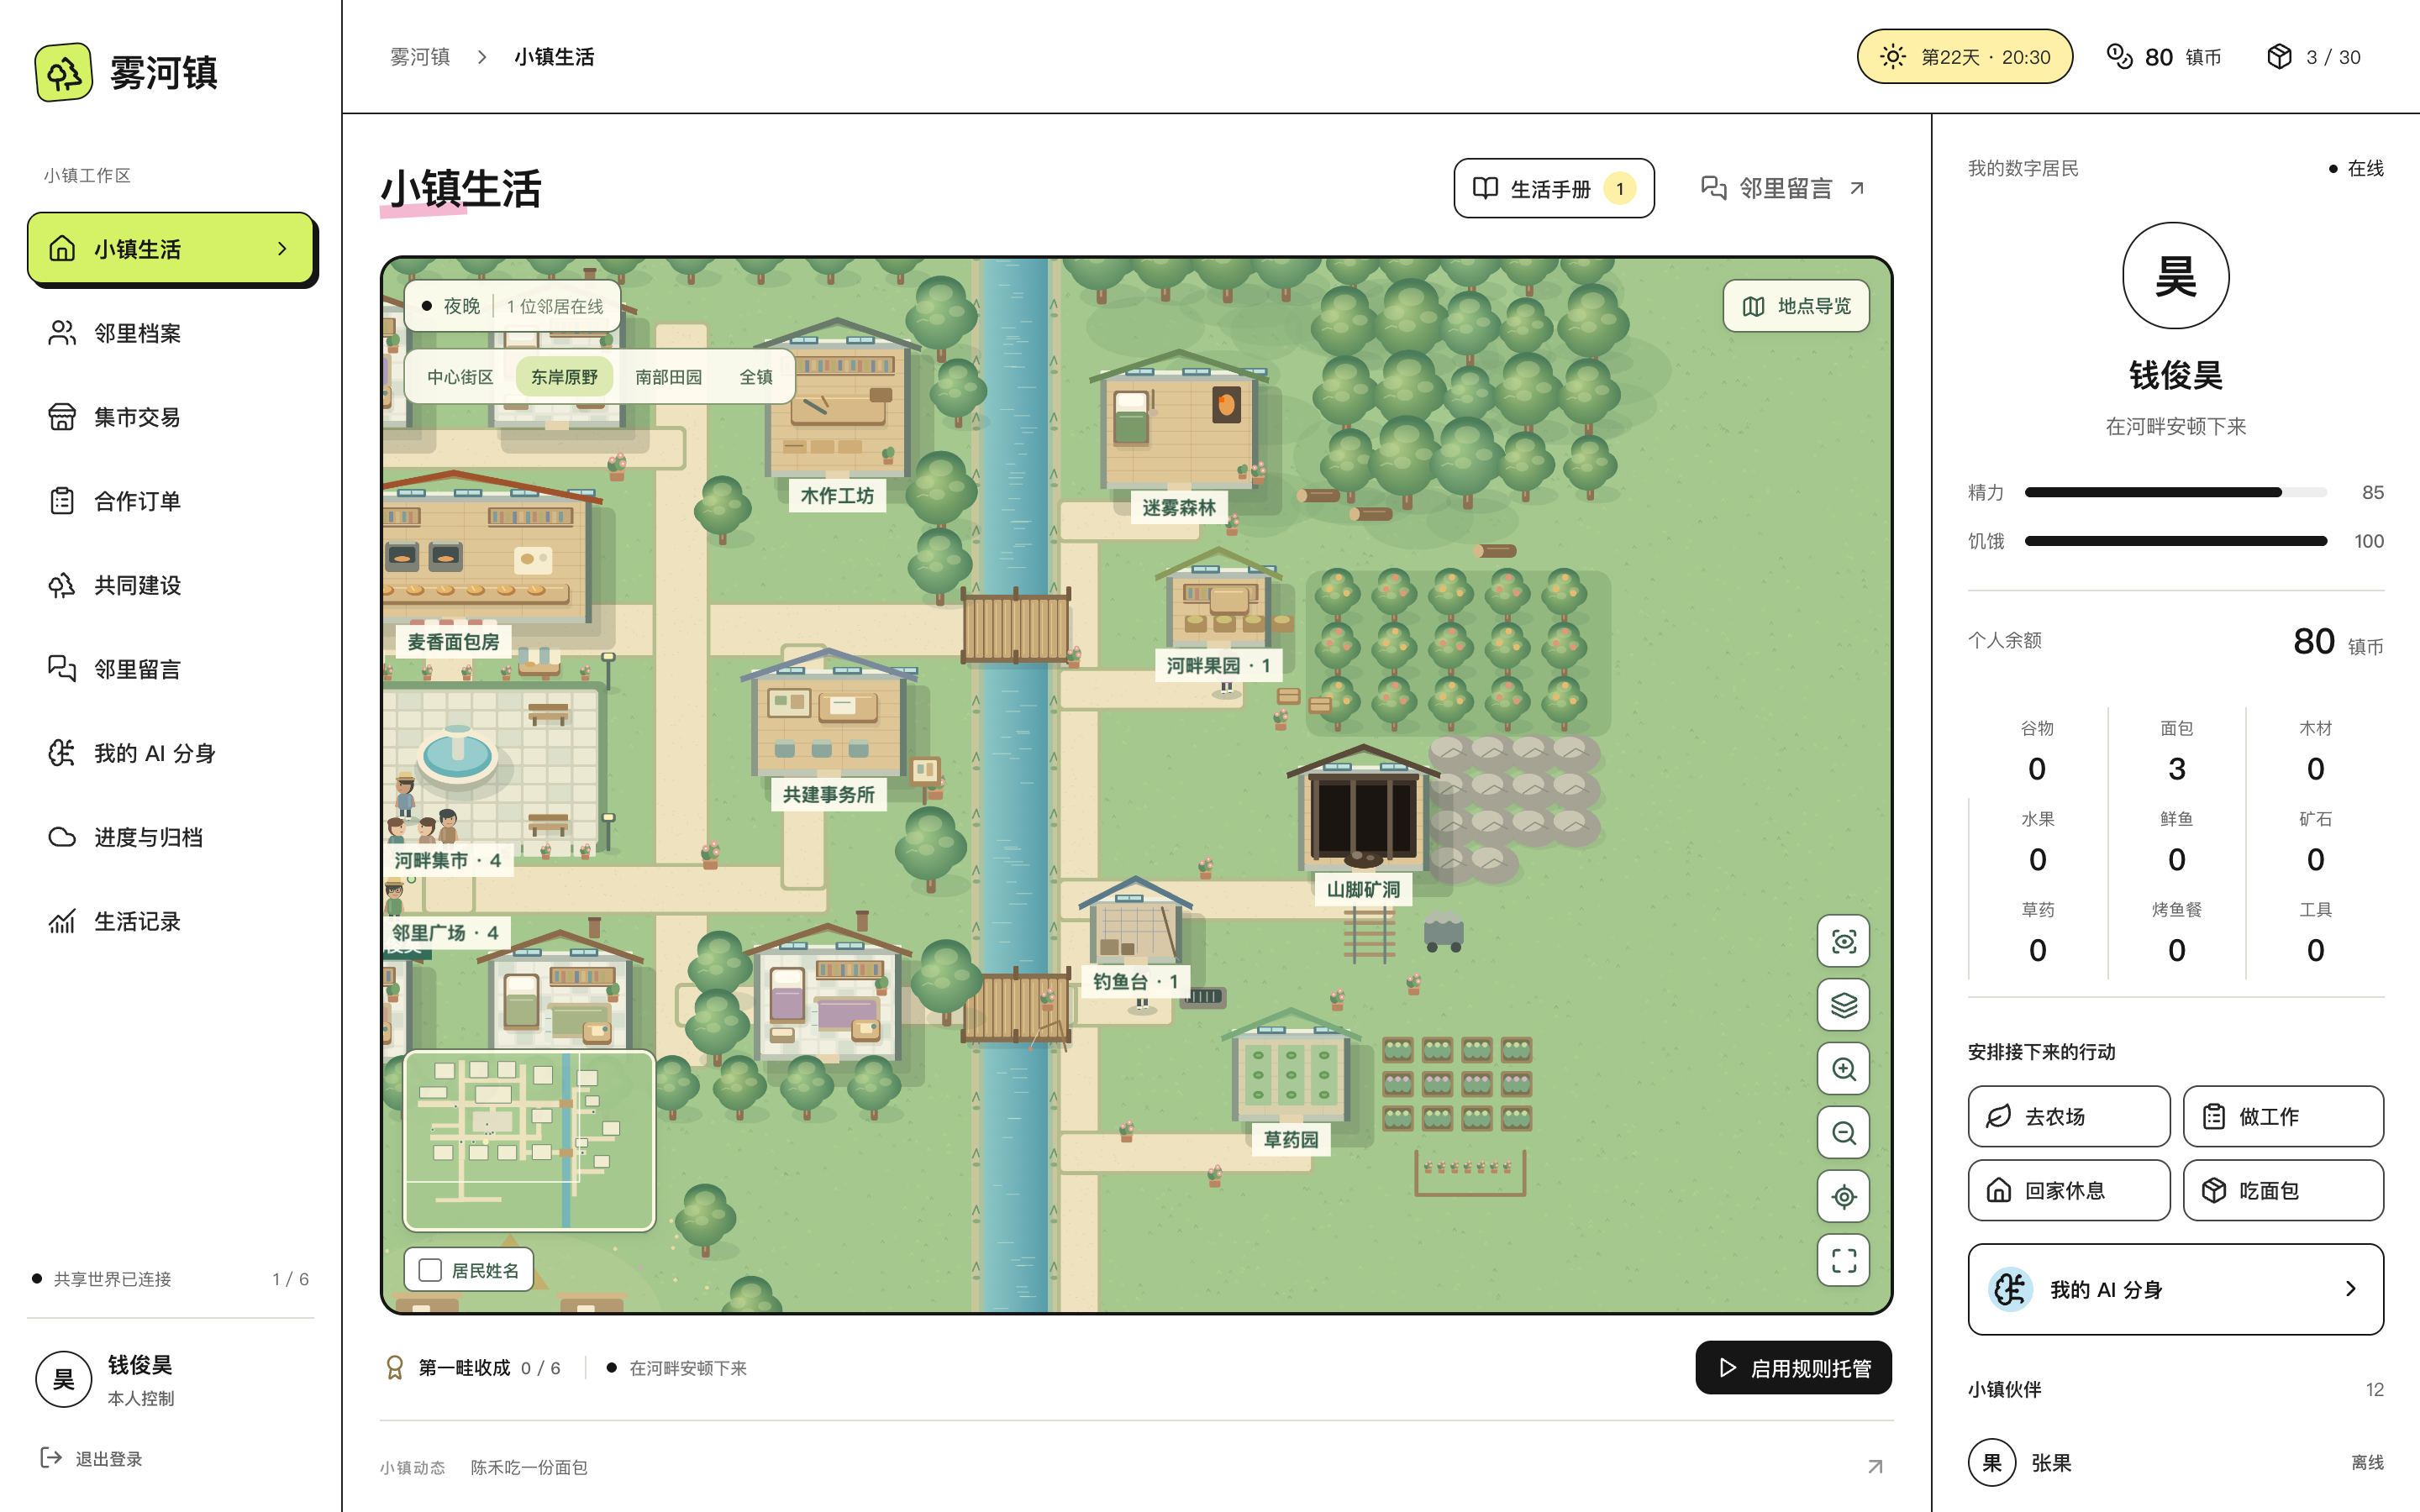 雾河镇
小镇工作区
小镇生活
邻里档案
集市交易
合作订单
共同建设
邻里留言
我的 AI 分身
进度与归档
生活记录
共享世界已连接 1 / 6
昊
钱俊昊
本人控制
退出登录
雾河镇 小镇生活
第22天 · 20:30
80 镇币
3 / 30
小镇生活
生活手册 1
邻里留言
夜晚 1 位邻居在线
地点导览
中心街区 东岸原野 南部田园 全镇
木作工坊
迷雾森林
麦香面包房
河畔果园 · 1
共建事务所
河畔集市 · 4
山脚矿洞
邻里广场 · 4
钓鱼台 · 1
草药园
居民姓名
第一畦收成 0 / 6
在河畔安顿下来
启用规则托管
小镇动态 陈禾吃一份面包
我的数字居民 在线
昊
钱俊昊
在河畔安顿下来
精力 85
饥饿 100
个人余额 80 镇币
谷物 面包 木材
0 3 0
水果 鲜鱼 矿石
0 0 0
草药 烤鱼餐 工具
0 0 0
安排接下来的行动
去农场 做工作
回家休息 吃面包
我的 AI 分身
小镇伙伴 12
果 张果 离线